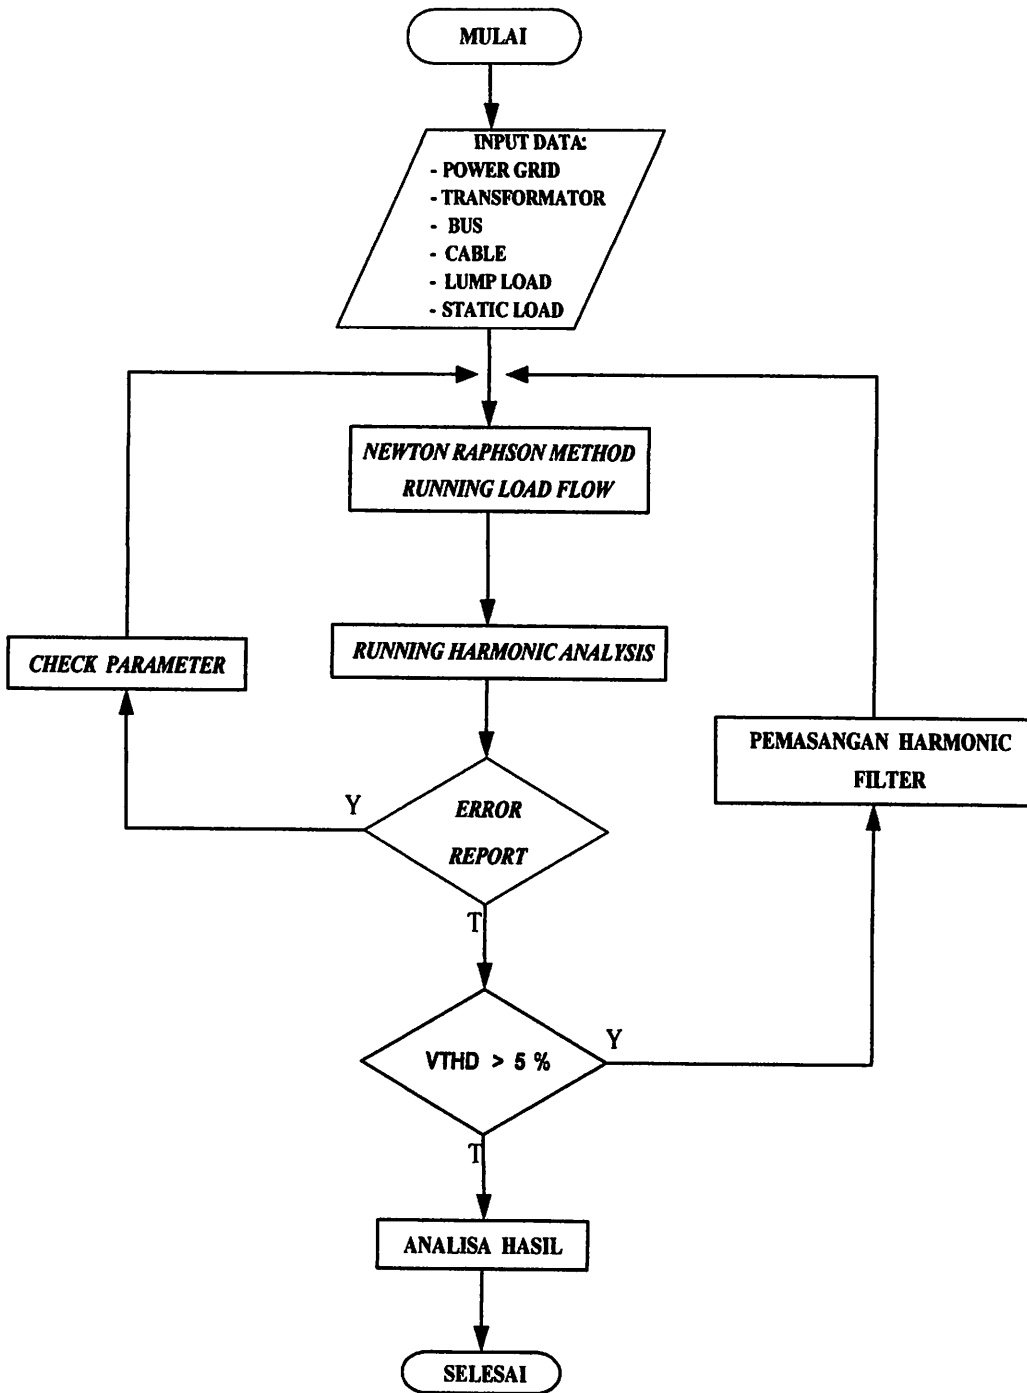 MULAI
INPUT DATA:
- POWER GRID
- TRANSFORMATOR
- BUS
- CABLE
- LUMP LOAD
- STATIC LOAD
NEWTON RAPHSON METHOD
RUNNING LOAD FLOW
RUNNING HARMONIC ANALYSIS
CHECK PARAMETER
PEMASANGAN HARMONIC
FILTER
Y
ERROR
REPORT
T
VTHD > 5 %
Y
T
ANALISA HASIL
SELESAI